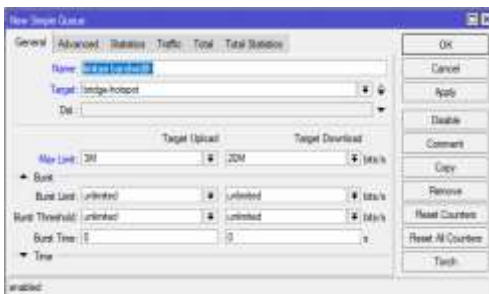 New Simple Queue
General Advanced Statistics Traffic Total Total Statistics
Name:
Target: bridge-hotspot
Dst.:
Target Upload Target Download
Max Limit: 3M 20M bits/s
Burst
Burst Limit: unlimited unlimited bits/s
Burst Threshold: unlimited unlimited bits/s
Burst Time: 0 0 s
Time
enabled
OK
Cancel
Apply
Disable
Comment
Copy
Remove
Reset Counters
Reset All Counters
Torch